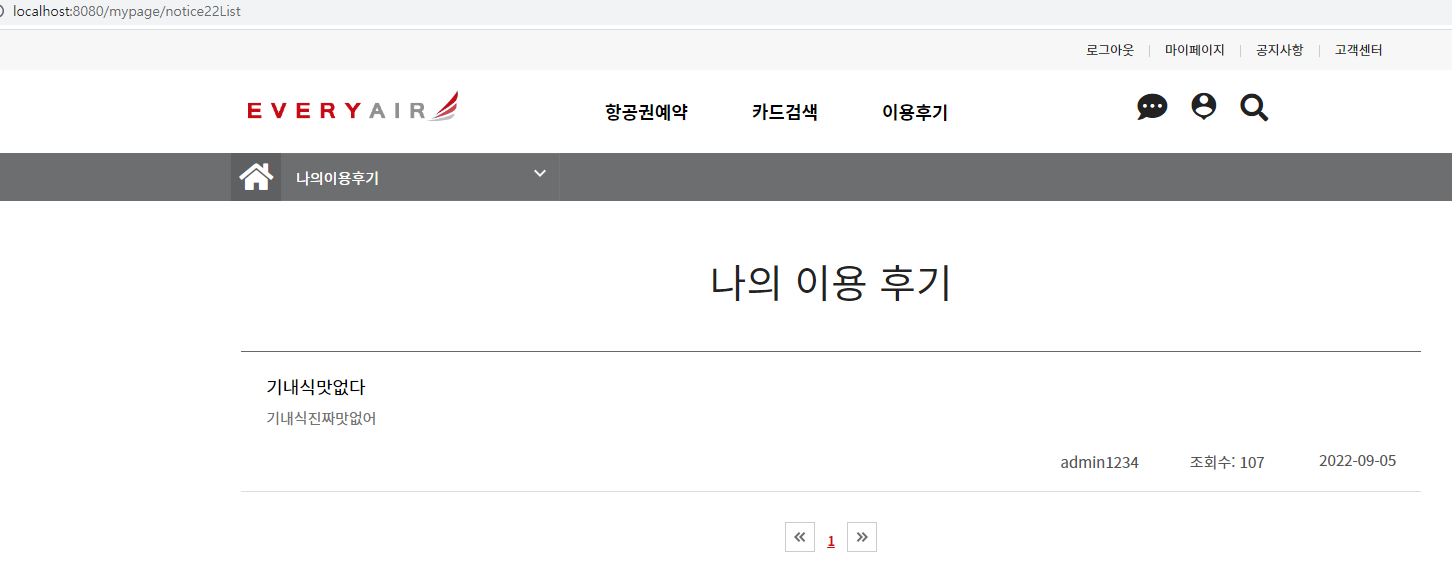 localhost:8080/mypage/notice22List
로그아웃 마이페이지 공지사항 고객센터
EVERYAIR 항공권예약 카드검색 이용후기
나의이용후기
나의 이용 후기
기내식맛없다
기내식진짜맛없어
admin1234 조회수: 107 2022-09-05
« 1 »